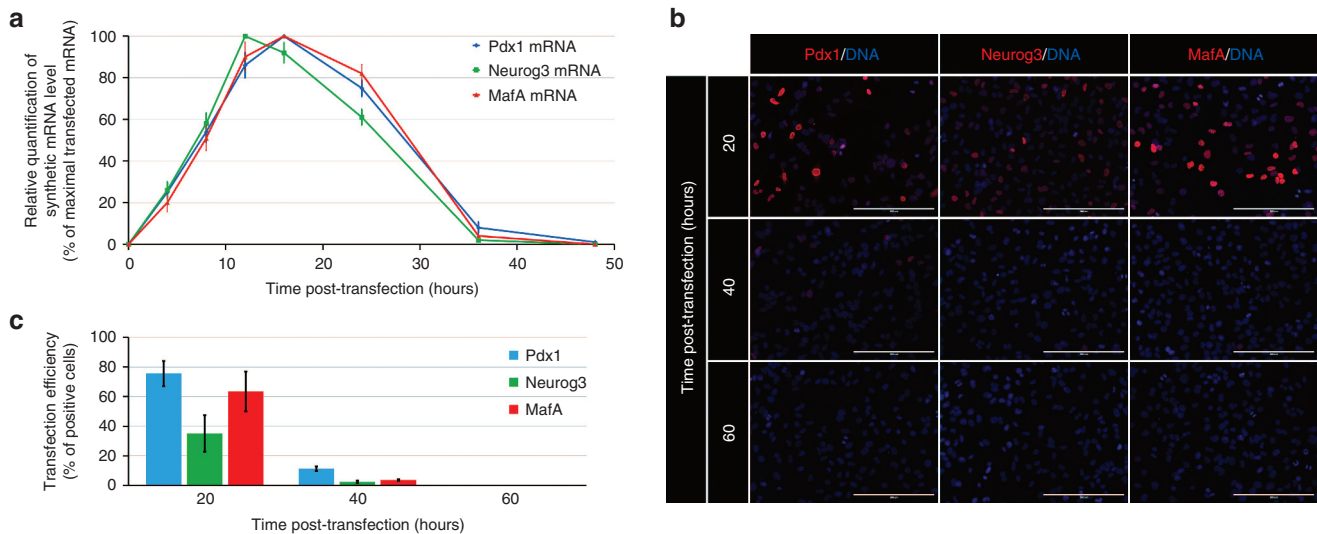 a
Relative quantification of
synthetic mRNA level
(% of maximal transfected mRNA)
100
80
60
40
20
0
0
10
20
30
40
50
Time post-transfection (hours)
Pdx1 mRNA
Neurog3 mRNA
MafA mRNA
b
Pdx1/DNA
Neurog3/DNA
MafA/DNA
Time post-transfection (hours)
20
40
60
c
Transfection efficiency
(% of positive cells)
100
80
60
40
20
0
20
40
60
Time post-transfection (hours)
Pdx1
Neurog3
MafA